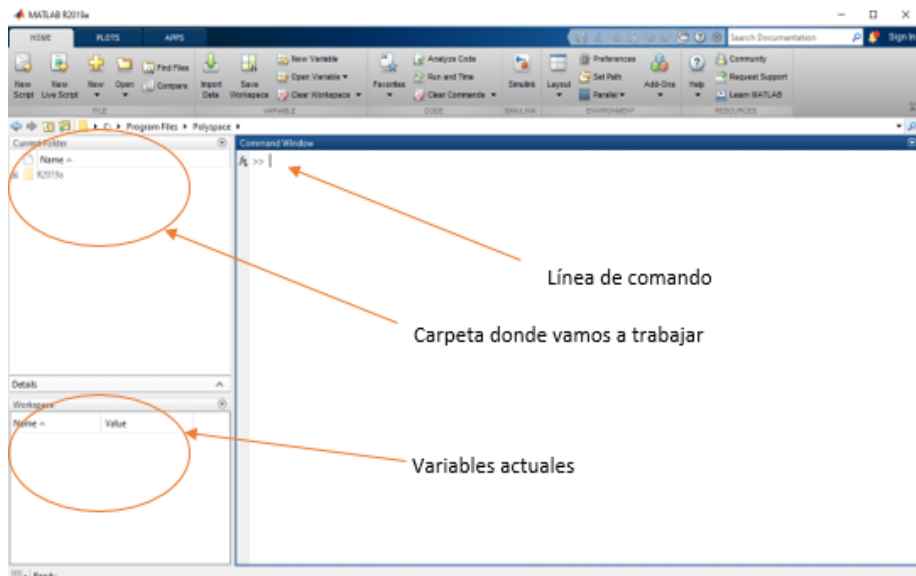 MATLAB R2019a
HOME PLOTS APPS
Search Documentation Sign In
New Script
New Live Script
New
Open
Find Files
Compare
Import Data
Save Workspace
New Variable
Open Variable
Clear Workspace
Favorites
Analyze Code
Run and Time
Clear Commands
Simulink
Layout
Preferences
Set Path
Parallel
Add-Ons
Help
Community
Request Support
Learn MATLAB
FILE VARIABLE CODE SIMULINK ENVIRONMENT RESOURCES
C: Program Files Polyspace
Current Folder
Name
R2019a
Command Window
fx >>
Línea de comando
Carpeta donde vamos a trabajar
Details
Workspace
Name Value
Variables actuales
Ready